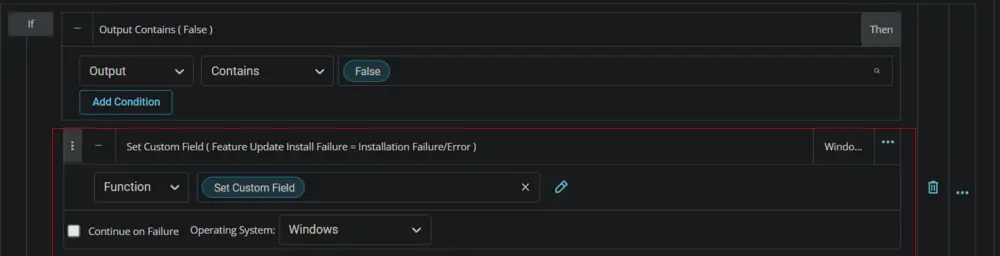 If
Output Contains ( False )
Then
Output
Contains
False
Add Condition
Set Custom Field ( Feature Update Install Failure = Installation Failure/Error )
Windo...
Function
Set Custom Field
Continue on Failure
Operating System:
Windows